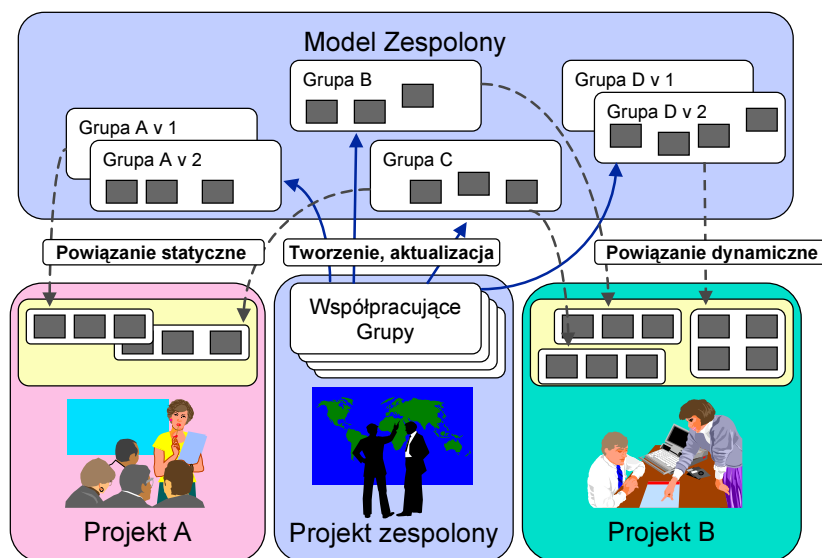 Model Zespolony
Grupa B
Grupa D v 1
Grupa D v 2
Grupa A v 1
Grupa A v 2
Grupa C
Powiązanie statyczne
Tworzenie, aktualizacja
Powiązanie dynamiczne
Współpracujące
Grupy
Projekt A
Projekt zespolony
Projekt B